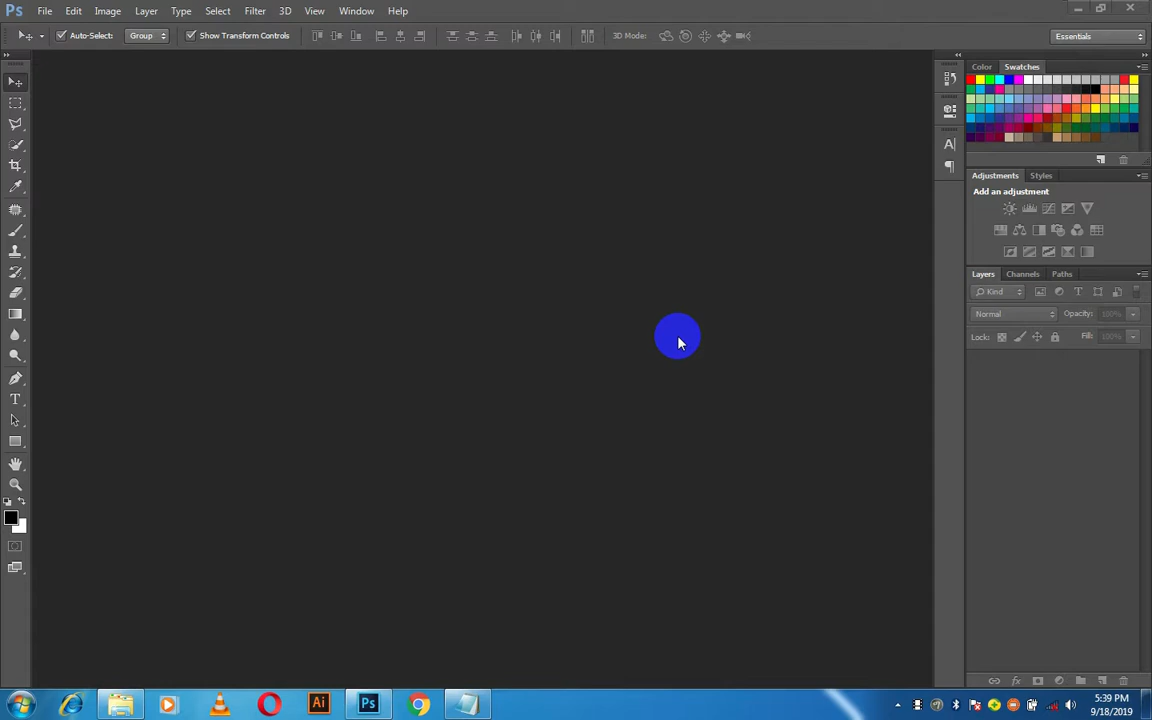 Ps File Edit Image Layer Type Select Filter 3D View Window Help
Auto-Select: Group Show Transform Controls 3D Mode: Essentials
Color Swatches
A
Adjustments Styles
Add an adjustment
Layers Channels Paths
Kind T
Normal Opacity: 100%
Lock: Fill: 100%
T
Ai Ps
5:39 PM
9/18/2019